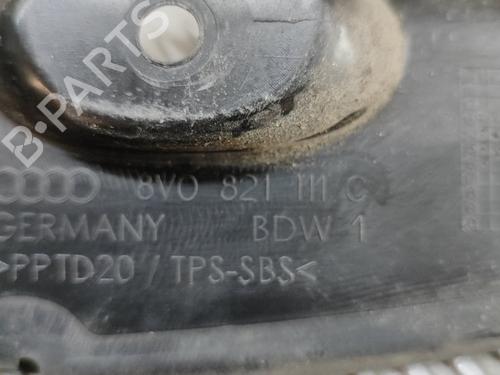 B-PARTS
8V0 821 111 C
GERMANY BDW 1
>PPTD20 / TPS-SBS<